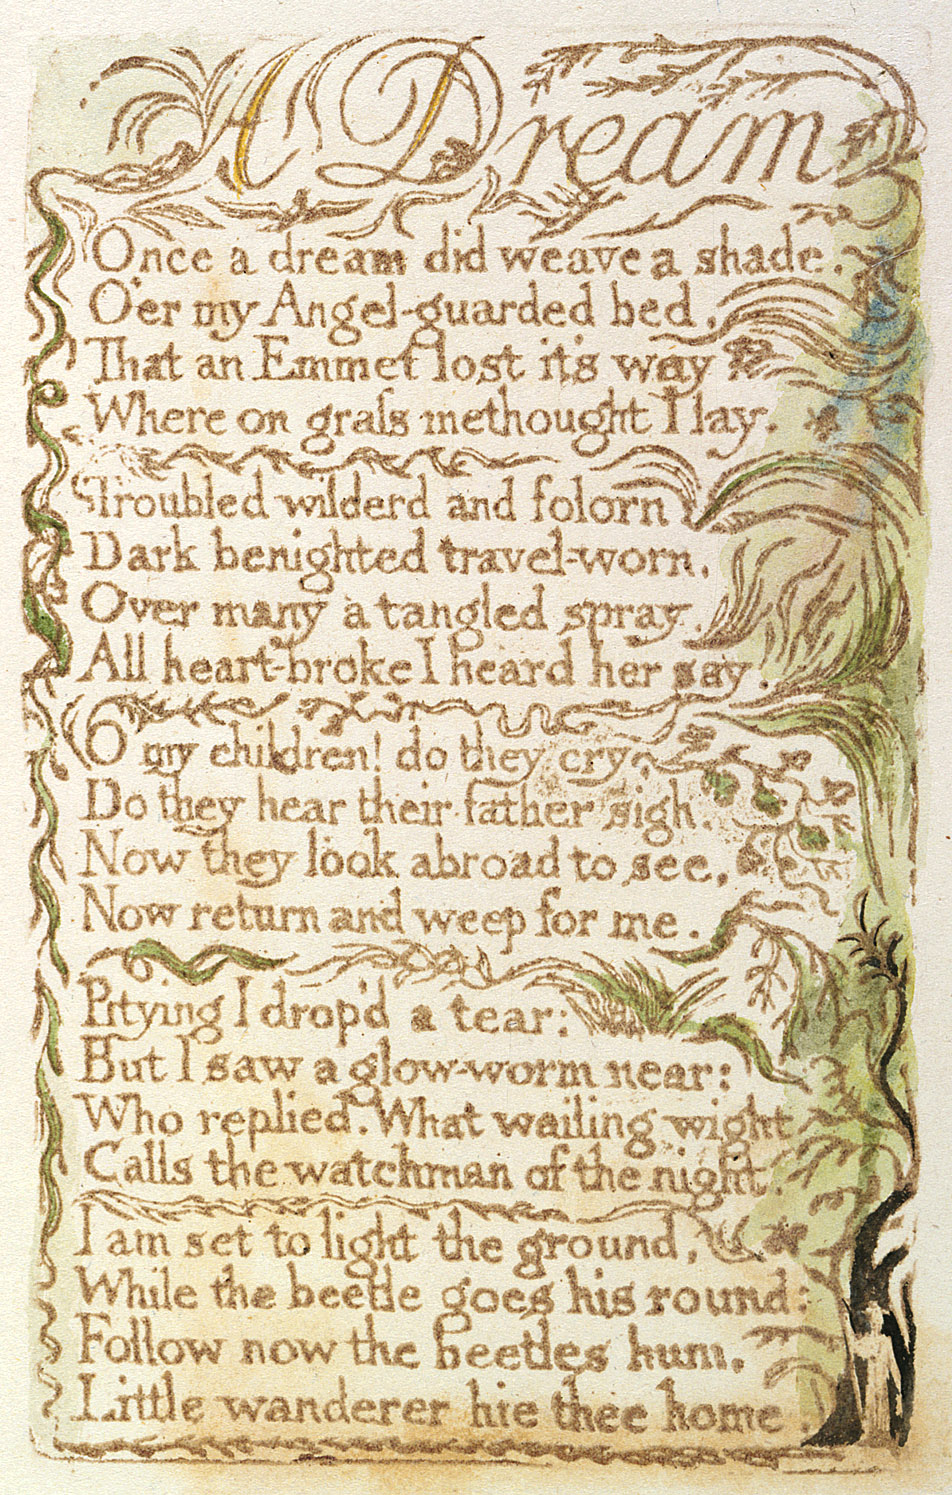 A Dream
Once a dream did weave a shade.
O'er my Angel-guarded bed,
That an Emmet lost it's way
Where on graſs methought I lay.
Troubled wilderd and folorn
Dark benighted travel-worn,
Over many a tangled spray.
All heart-broke I heard her say.
O my children! do they cry,
Do they hear their father sigh.
Now they look abroad to see,
Now return and weep for me.
Pitying I drop'd a tear:
But I saw a glow-worm near:
Who replied. What wailing wight
Calls the watchman of the night.
I am set to light the ground,
While the beetle goes his round:
Follow now the beetles hum,
Little wanderer hie thee home.